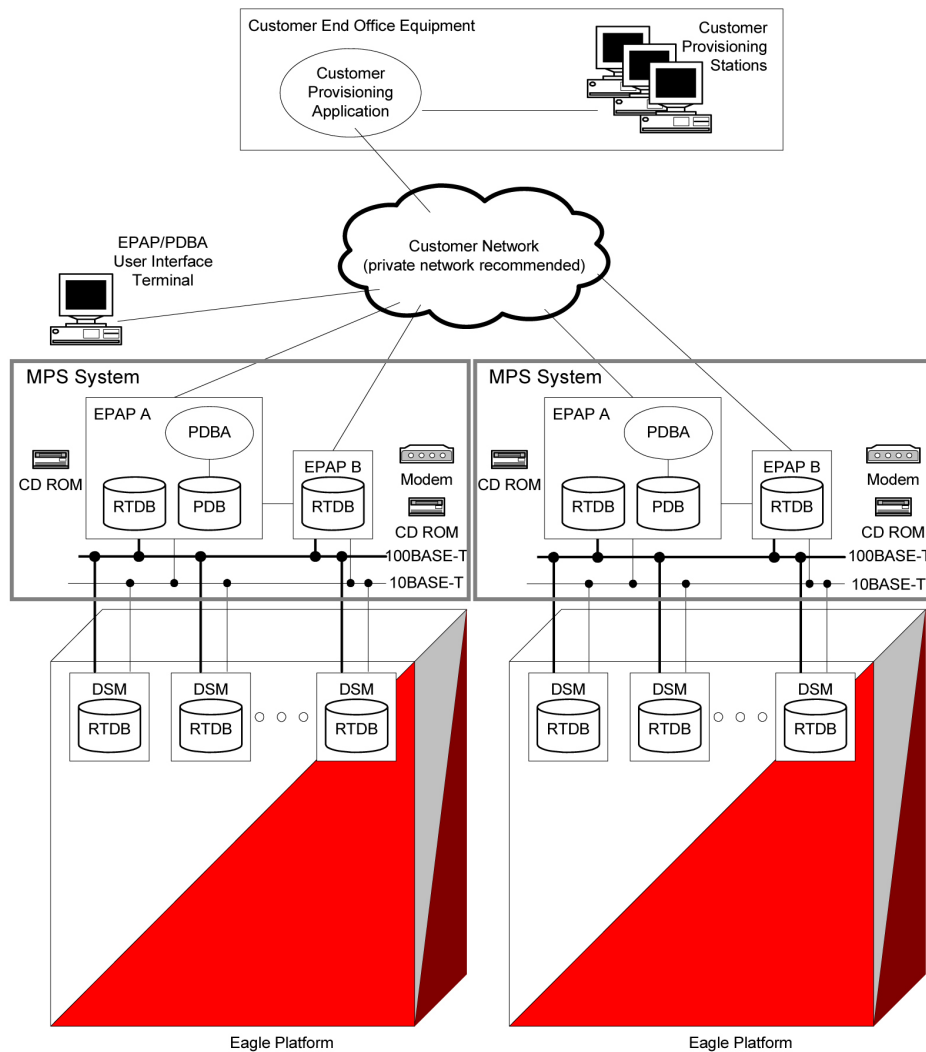 Customer End Office Equipment
Customer
Provisioning
Stations
Customer
Provisioning
Application
Customer Network
(private network recommended)
EPAP/PDBA
User Interface
Terminal
MPS System
EPAP A
PDBA
CD ROM
RTDB
PDB
EPAP B
RTDB
Modem
CD ROM
100BASE-T
10BASE-T
MPS System
EPAP A
PDBA
CD ROM
RTDB
PDB
EPAP B
RTDB
Modem
CD ROM
100BASE-T
10BASE-T
DSM
RTDB
DSM
RTDB
DSM
RTDB
DSM
RTDB
DSM
RTDB
DSM
RTDB
Eagle Platform
Eagle Platform